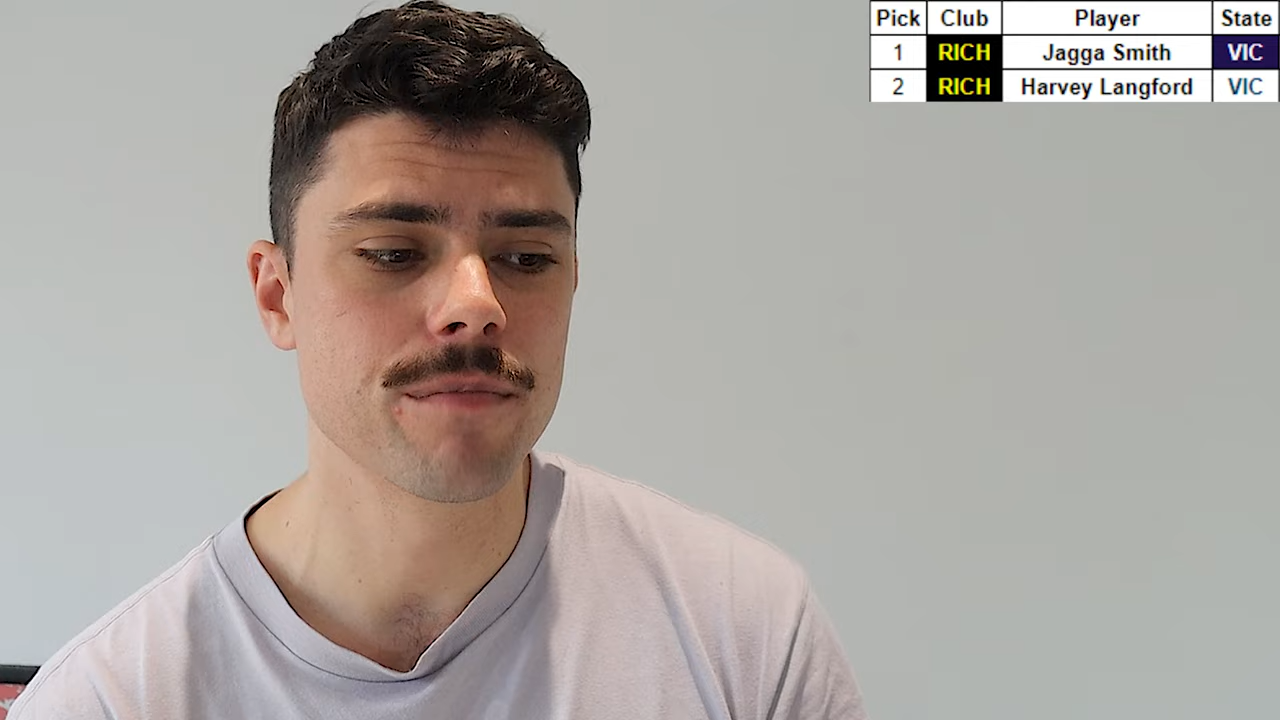 Pick Club Player State
1 RICH Jagga Smith VIC
2 RICH Harvey Langford VIC